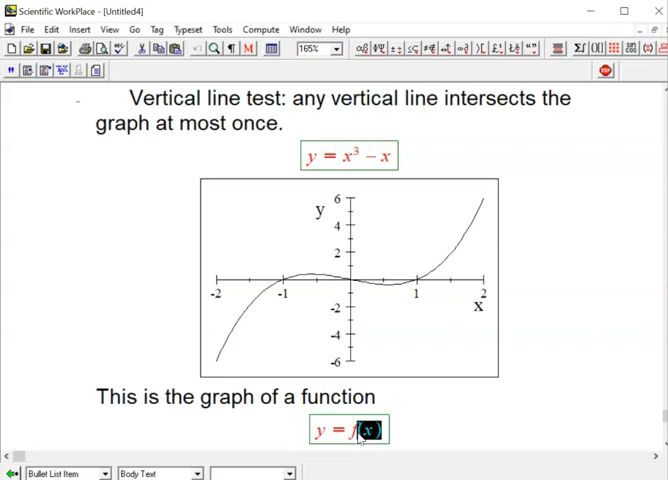 Scientific WorkPlace - [Untitled4]
File Edit Insert View Go Tag Typeset Tools Compute Window Help
165%
Vertical line test: any vertical line intersects the
graph at most once.
y = x³ − x
y
6
4
2
-2 -1 1 2
x
-2
-4
-6
This is the graph of a function
y = f(x)
Bullet List Item Body Text